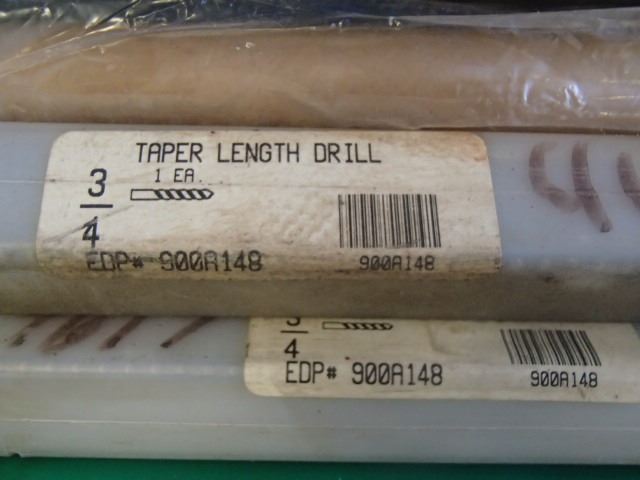 TAPER LENGTH DRILL
1 EA.
3
4
EDP# 900A148
900A148
3
4
EDP# 900A148
900A148